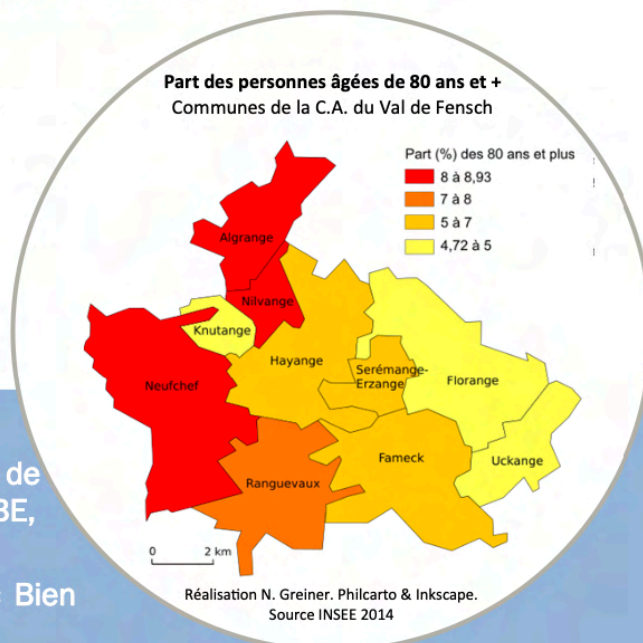 Part des personnes âgées de 80 ans et +
Communes de la C.A. du Val de Fensch
Part (%) des 80 ans et plus
8 à 8,93
7 à 8
5 à 7
4,72 à 5
Algrange
Nilvange
Knutange
Hayange
Serémange-
Erzange
Florange
Neufchef
Fameck
Uckange
Ranguevaux
0 2 km
de
BE,
Bien
Réalisation N. Greiner. Philcarto & Inkscape.
Source INSEE 2014